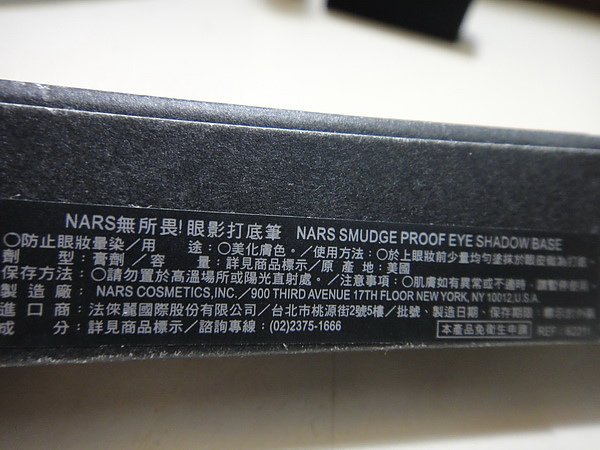 NARS無所畏!眼影打底筆 NARS SMUDGE PROOF EYE SHADOW BASE
○防止眼妝暈染/用 途:○美化膚色。/使用方法:○於上眼妝前少量均勻塗抹於眼皮做為打底
劑 型:膏劑/容 量:詳見商品標示/原 產 地:美國
保存方法:○請勿置於高溫場所或陽光直射處。/注意事項:○肌膚如有異常或不適時,請暫停使用
製 造 廠:NARS COSMETICS,INC./900 THIRD AVENUE 17TH FLOOR NEW YORK, NY 10012,U.S.A.
進 口 商:法徠麗國際股份有限公司/台北市桃源街2號5樓/批號、製造日期、保存期限
成 分:詳見商品標示/諮詢專線:(02)2375-1666 本產品免衛生申請 REF: